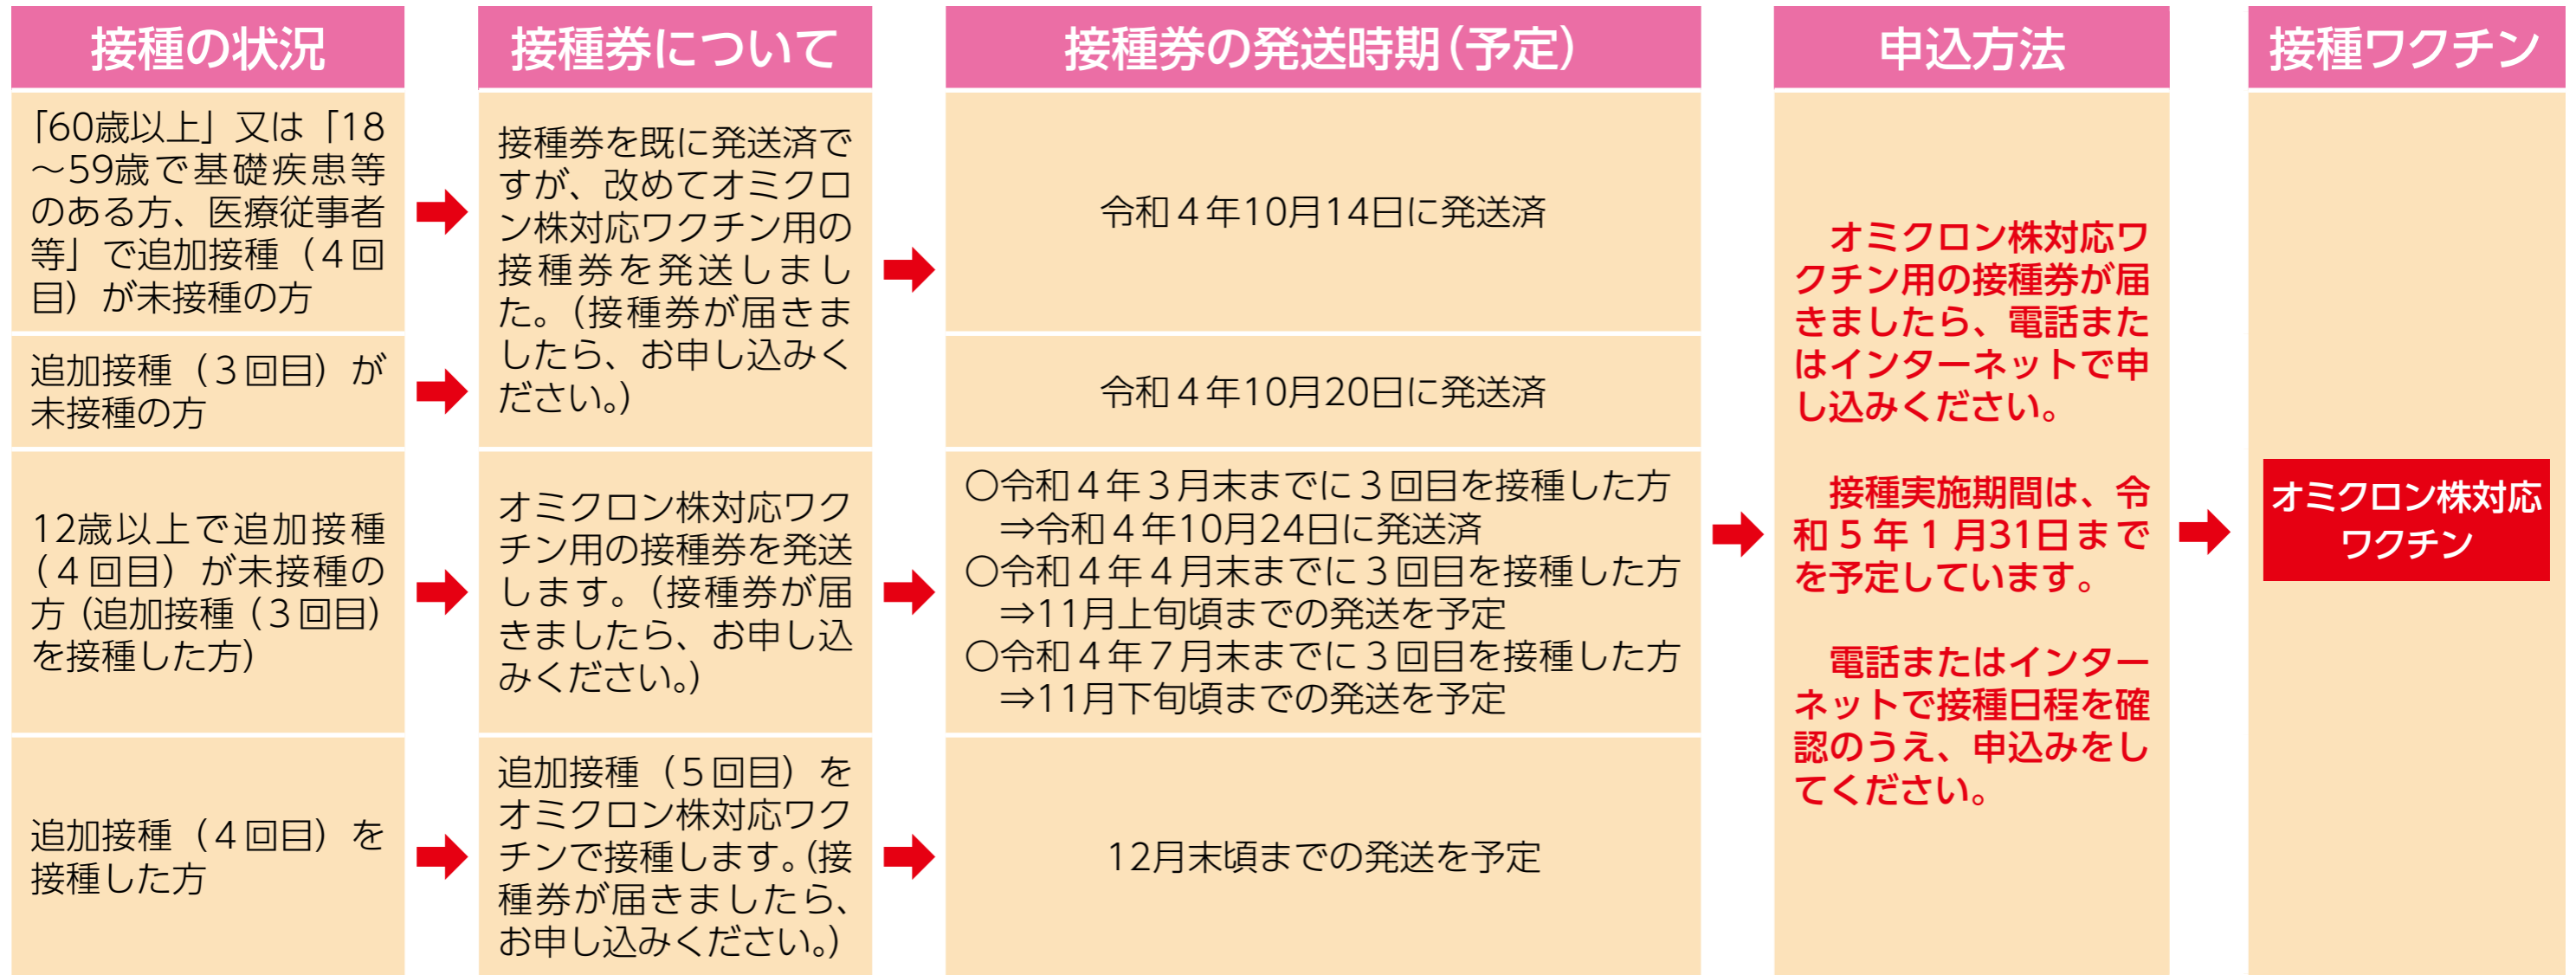 接種の状況
接種券について
接種券の発送時期(予定)
申込方法
接種ワクチン
「60歳以上」又は「18
～59歳で基礎疾患等
のある方、医療従事者
等」で追加接種（４回
目）が未接種の方
接種券を既に発送済で
すが、改めてオミクロ
ン株対応ワクチン用の
接種券を発送しまし
た。（接種券が届きま
したら、お申し込みく
ださい。）
令和４年10月14日に発送済
追加接種（３回目）が
未接種の方
令和４年10月20日に発送済
12歳以上で追加接種
（４回目）が未接種の
方（追加接種（３回目）
を接種した方）
オミクロン株対応ワク
チン用の接種券を発送
します。（接種券が届
きましたら、お申し込
みください。）
○令和４年３月末までに３回目を接種した方
⇒令和４年10月24日に発送済
○令和４年４月末までに３回目を接種した方
⇒11月上旬頃までの発送を予定
○令和４年７月末までに３回目を接種した方
⇒11月下旬頃までの発送を予定
追加接種（４回目）を
接種した方
追加接種（５回目）を
オミクロン株対応ワク
チンで接種します。（接
種券が届きましたら、
お申し込みください。）
12月末頃までの発送を予定
オミクロン株対応ワ
クチン用の接種券が届
きましたら、電話また
はインターネットで申
し込みください。
接種実施期間は、令
和５年１月31日まで
を予定しています。
電話またはインター
ネットで接種日程を確
認のうえ、申込みをし
てください。
オミクロン株対応
ワクチン